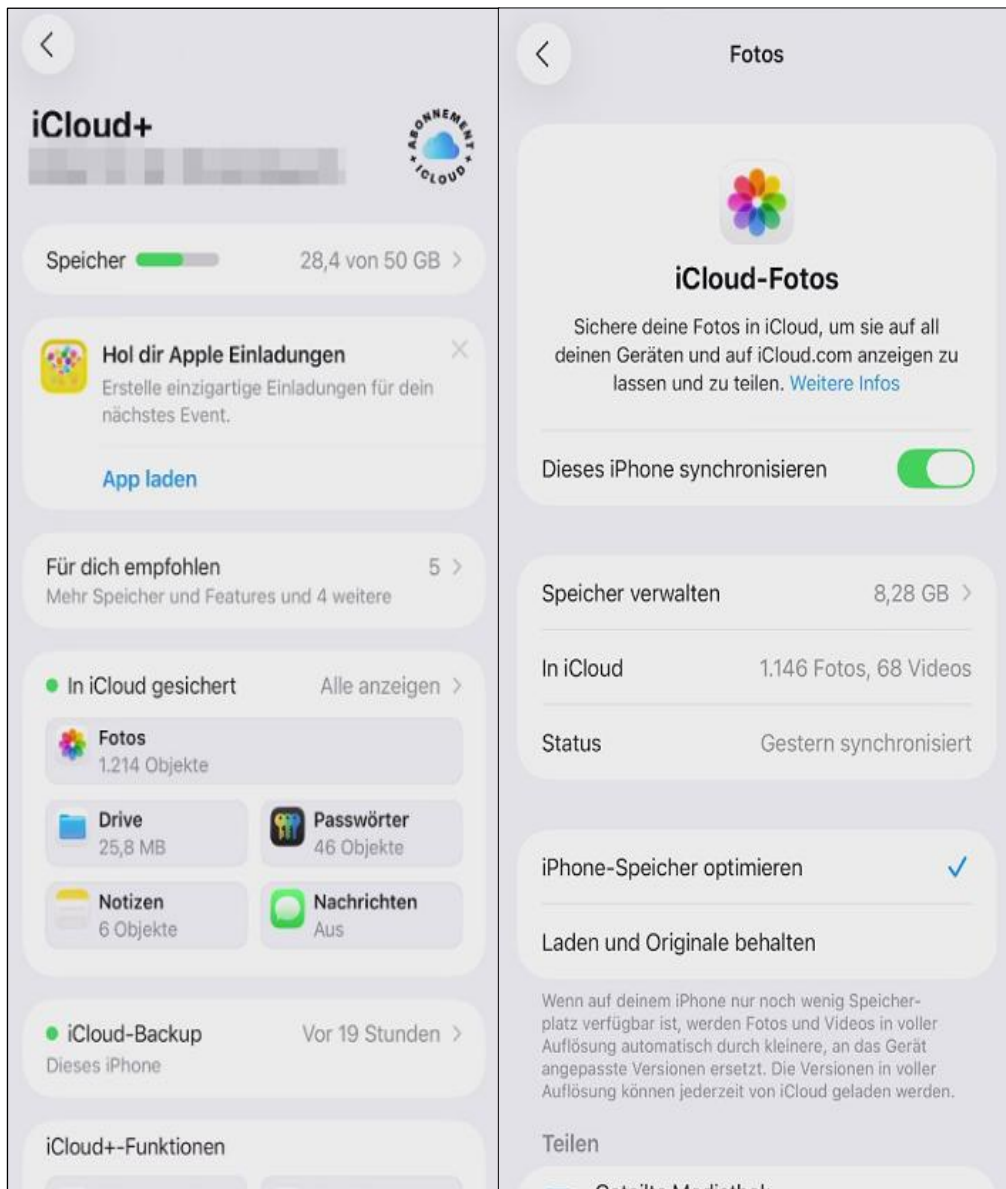 iCloud+
ABONNEMENT
ICLOUD
Speicher
28,4 von 50 GB
Hol dir Apple Einladungen
Erstelle einzigartige Einladungen für dein
nächstes Event.
App laden
Für dich empfohlen
5
Mehr Speicher und Features und 4 weitere
In iCloud gesichert
Alle anzeigen
Fotos
1.214 Objekte
Drive
25,8 MB
Passwörter
46 Objekte
Notizen
6 Objekte
Nachrichten
Aus
iCloud-Backup
Vor 19 Stunden
Dieses iPhone
iCloud+-Funktionen
Fotos
iCloud-Fotos
Sichere deine Fotos in iCloud, um sie auf all
deinen Geräten und auf iCloud.com anzeigen zu
lassen und zu teilen. Weitere Infos
Dieses iPhone synchronisieren
Speicher verwalten
8,28 GB
In iCloud
1.146 Fotos, 68 Videos
Status
Gestern synchronisiert
iPhone-Speicher optimieren
Laden und Originale behalten
Wenn auf deinem iPhone nur noch wenig Speicher-
platz verfügbar ist, werden Fotos und Videos in voller
Auflösung automatisch durch kleinere, an das Gerät
angepasste Versionen ersetzt. Die Versionen in voller
Auflösung können jederzeit von iCloud geladen werden.
Teilen